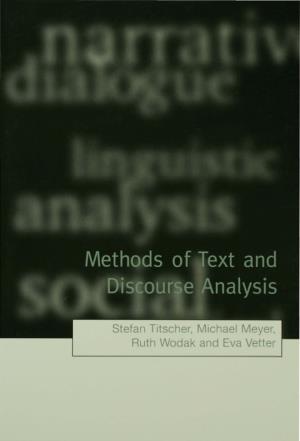 narrativ
dialogue
linguistic
analysis
social
Methods of Text and
Discourse Analysis
Stefan Titscher, Michael Meyer,
Ruth Wodak and Eva Vetter